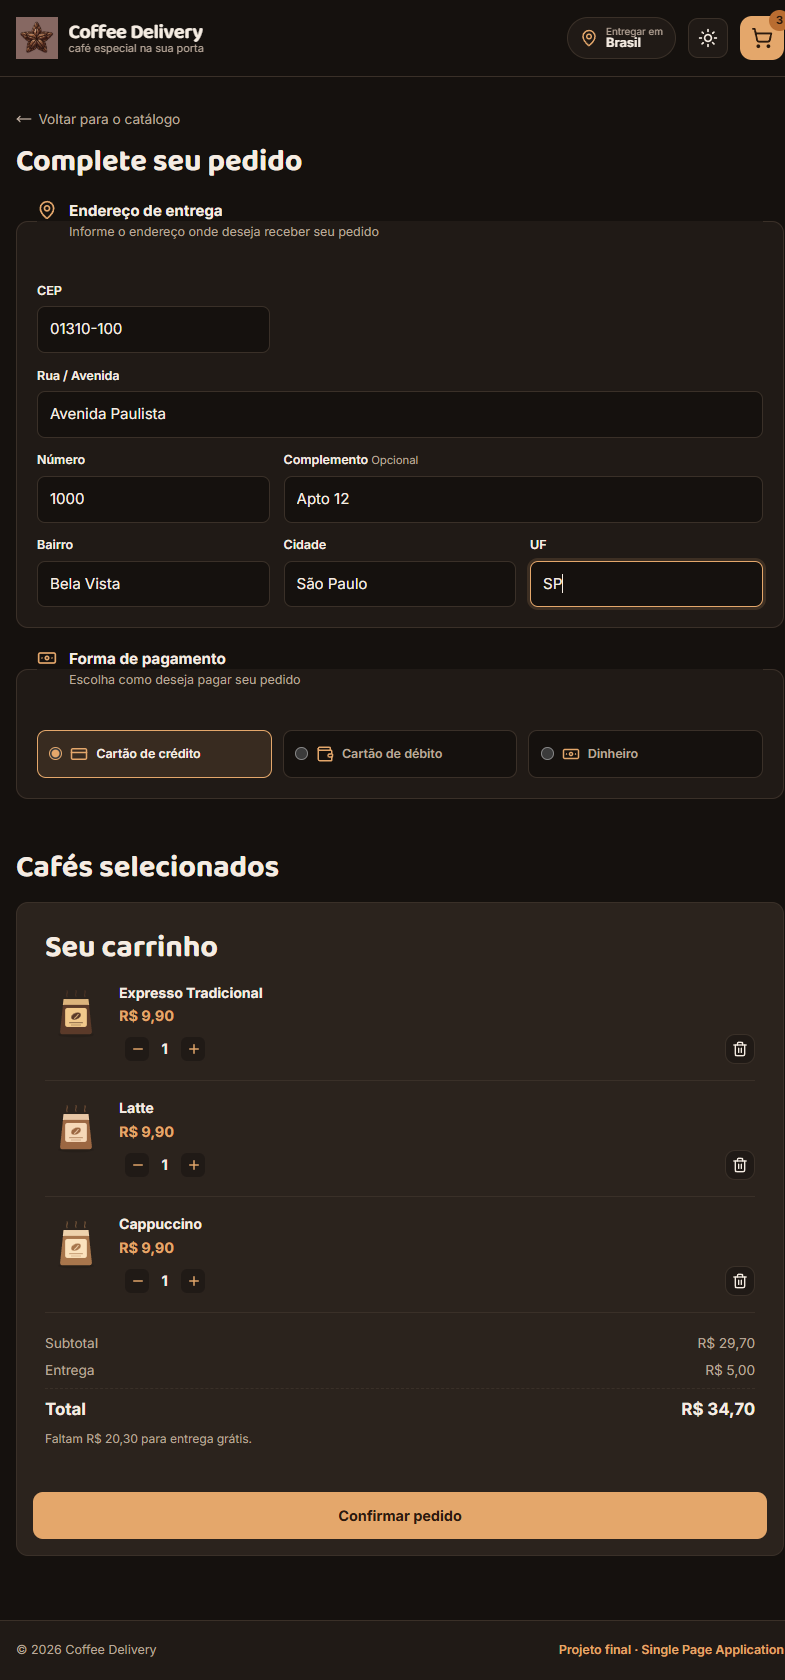 Coffee Delivery
café especial na sua porta
Entregar em
Brasil
3
← Voltar para o catálogo
Complete seu pedido
Endereço de entrega
Informe o endereço onde deseja receber seu pedido
CEP
01310-100
Rua / Avenida
Avenida Paulista
Número
Complemento Opcional
1000
Apto 12
Bairro
Cidade
UF
Bela Vista
São Paulo
SP
Forma de pagamento
Escolha como deseja pagar seu pedido
Cartão de crédito
Cartão de débito
Dinheiro
Cafés selecionados
Seu carrinho
Expresso Tradicional
R$ 9,90
− 1 +
Latte
R$ 9,90
− 1 +
Cappuccino
R$ 9,90
− 1 +
Subtotal R$ 29,70
Entrega R$ 5,00
Total R$ 34,70
Faltam R$ 20,30 para entrega grátis.
Confirmar pedido
© 2026 Coffee Delivery
Projeto final · Single Page Application